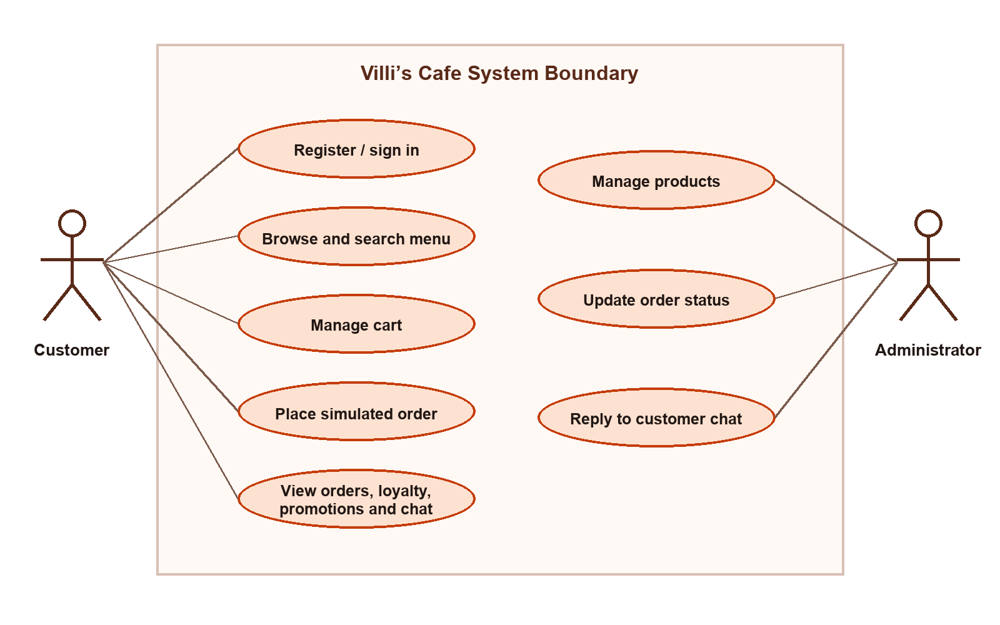 Villi’s Cafe System Boundary
Register / sign in
Browse and search menu
Manage cart
Place simulated order
View orders, loyalty,
promotions and chat
Manage products
Update order status
Reply to customer chat
Customer
Administrator